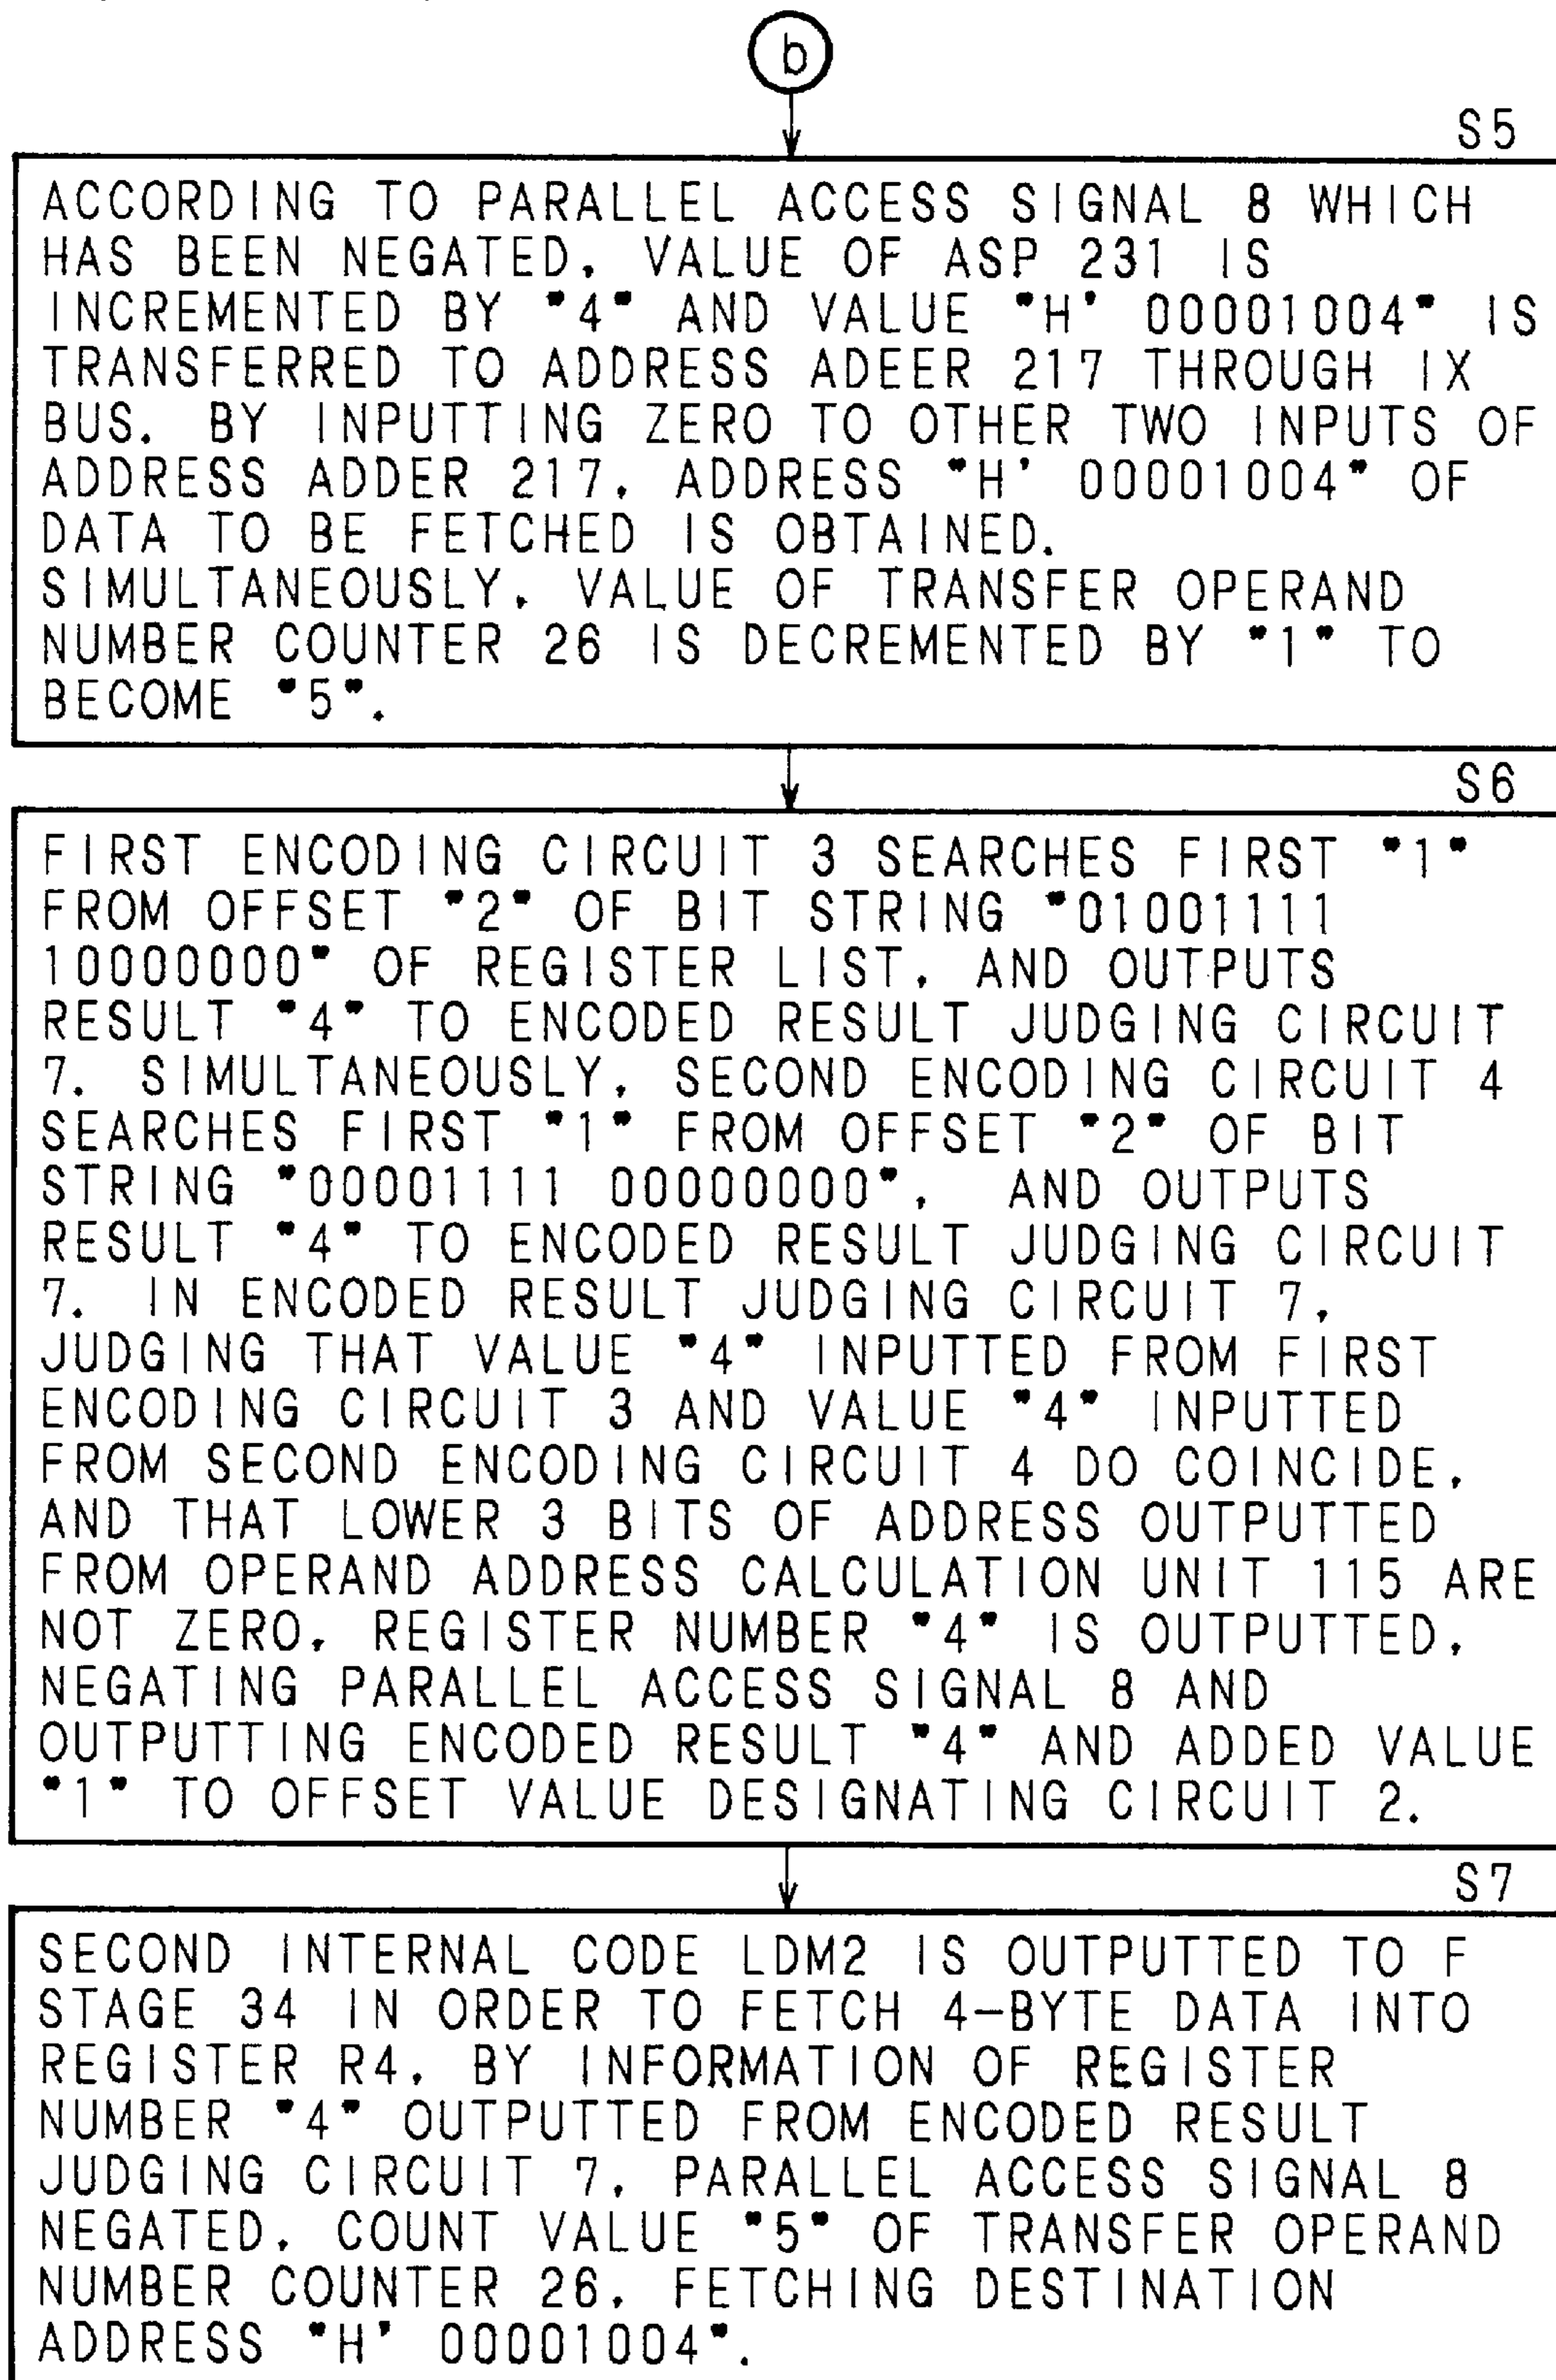 b
S5
ACCORDING TO PARALLEL ACCESS SIGNAL 8 WHICH
HAS BEEN NEGATED, VALUE OF ASP 231 IS
INCREMENTED BY "4" AND VALUE "H' 00001004" IS
TRANSFERRED TO ADDRESS ADEER 217 THROUGH IX
BUS. BY INPUTTING ZERO TO OTHER TWO INPUTS OF
ADDRESS ADDER 217, ADDRESS "H' 00001004" OF
DATA TO BE FETCHED IS OBTAINED.
SIMULTANEOUSLY, VALUE OF TRANSFER OPERAND
NUMBER COUNTER 26 IS DECREMENTED BY "1" TO
BECOME "5".
S6
FIRST ENCODING CIRCUIT 3 SEARCHES FIRST "1"
FROM OFFSET "2" OF BIT STRING "01001111
10000000" OF REGISTER LIST, AND OUTPUTS
RESULT "4" TO ENCODED RESULT JUDGING CIRCUIT
7. SIMULTANEOUSLY, SECOND ENCODING CIRCUIT 4
SEARCHES FIRST "1" FROM OFFSET "2" OF BIT
STRING "00001111 00000000", AND OUTPUTS
RESULT "4" TO ENCODED RESULT JUDGING CIRCUIT
7. IN ENCODED RESULT JUDGING CIRCUIT 7,
JUDGING THAT VALUE "4" INPUTTED FROM FIRST
ENCODING CIRCUIT 3 AND VALUE "4" INPUTTED
FROM SECOND ENCODING CIRCUIT 4 DO COINCIDE,
AND THAT LOWER 3 BITS OF ADDRESS OUTPUTTED
FROM OPERAND ADDRESS CALCULATION UNIT 115 ARE
NOT ZERO, REGISTER NUMBER "4" IS OUTPUTTED,
NEGATING PARALLEL ACCESS SIGNAL 8 AND
OUTPUTTING ENCODED RESULT "4" AND ADDED VALUE
"1" TO OFFSET VALUE DESIGNATING CIRCUIT 2.
S7
SECOND INTERNAL CODE LDM2 IS OUTPUTTED TO F
STAGE 34 IN ORDER TO FETCH 4-BYTE DATA INTO
REGISTER R4, BY INFORMATION OF REGISTER
NUMBER "4" OUTPUTTED FROM ENCODED RESULT
JUDGING CIRCUIT 7, PARALLEL ACCESS SIGNAL 8
NEGATED, COUNT VALUE "5" OF TRANSFER OPERAND
NUMBER COUNTER 26, FETCHING DESTINATION
ADDRESS "H' 00001004".